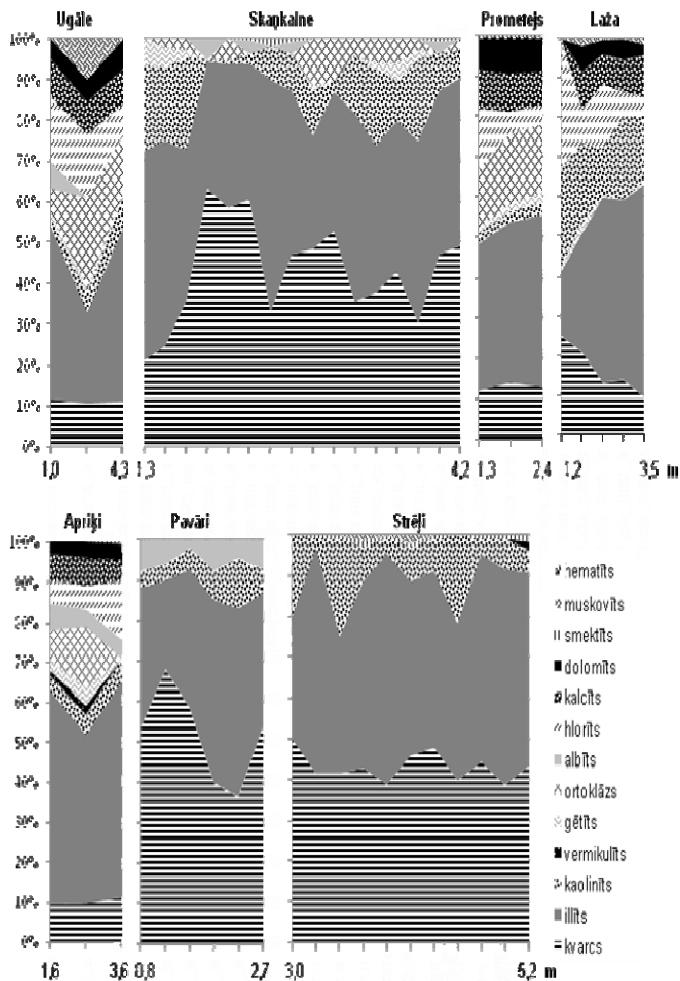 Ugāle Skapkalne Prometejs Laža
100%
90%
80%
70%
60%
50%
40%
30%
20%
10%
0%
1,0 4,3 1,3 4,2 1,3 2,4 1,2 3,5 m
Apriķi Pavāri Strēļi
100%
90%
80%
70%
60%
50%
40%
30%
20%
10%
0%
1,6 3,6 0,8 2,7 3,0 5,2 m
hematīts
muskovīts
smektīts
dolomīts
kalcīts
hlorīts
albīts
ortoklāzs
gētīts
vermikulīts
kaolinīts
illīts
kvarcs